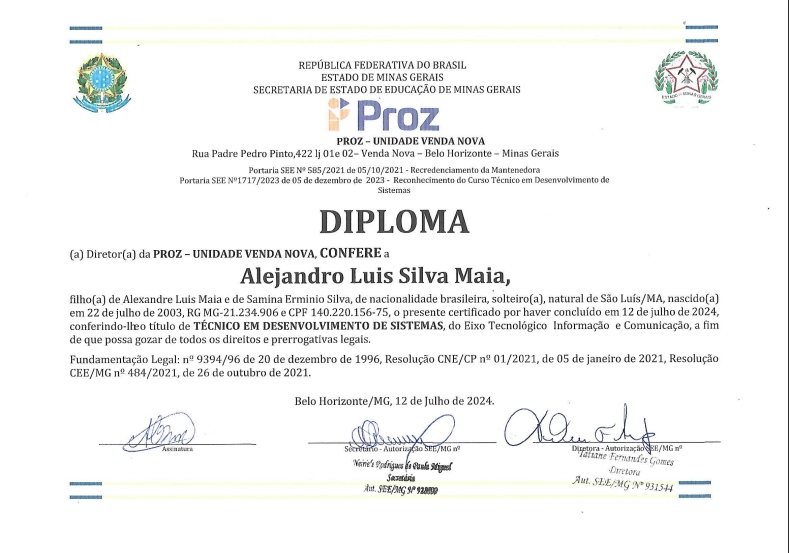 REPÚBLICA FEDERATIVA DO BRASIL
ESTADO DE MINAS GERAIS
SECRETARIA DE ESTADO DE EDUCAÇÃO DE MINAS GERAIS
Proz
PROZ – UNIDADE VENDA NOVA
Rua Padre Pedro Pinto,422 lj 01e 02– Venda Nova – Belo Horizonte – Minas Gerais
Portaria SEE Nº 585/2021 de 05/10/2021 - Recredenciamento da Mantenedora
Portaria SEE Nº1717/2023 de 05 de dezembro de 2023 - Reconhecimento do Curso Técnico em Desenvolvimento de
Sistemas
DIPLOMA
(a) Diretor(a) da PROZ – UNIDADE VENDA NOVA, CONFERE a
Alejandro Luis Silva Maia,
filho(a) de Alexandre Luis Maia e de Samina Erminio Silva, de nacionalidade brasileira, solteiro(a), natural de São Luís/MA, nascido(a)
em 22 de julho de 2003, RG MG-21.234.906 e CPF 140.220.156-75, o presente certificado por haver concluído em 12 de julho de 2024,
conferindo-lhe o título de TÉCNICO EM DESENVOLVIMENTO DE SISTEMAS, do Eixo Tecnológico Informação e Comunicação, a fim
de que possa gozar de todos os direitos e prerrogativas legais.
Fundamentação Legal: nº 9394/96 de 20 de dezembro de 1996, Resolução CNE/CP nº 01/2021, de 05 de janeiro de 2021, Resolução
CEE/MG nº 484/2021, de 26 de outubro de 2021.
Belo Horizonte/MG, 12 de Julho de 2024.
Assinatura
Secretário - Autorização SEE/MG nº
Diretora - Autorização SEE/MG nº
Rodrigues de Paula Miguel
Secretária
Aut. SEE/MG Nº
Tatiane Fernandes Gomes
Diretora
Aut. SEE/MG Nº 931544